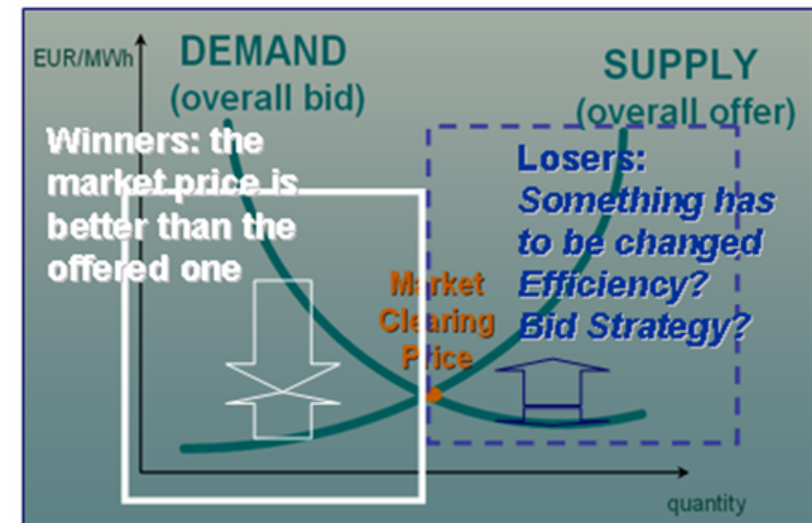 EUR/MWh
DEMAND
(overall bid)
SUPPLY
(overall offer)
Winners: the
market price is
better than the
offered one
Losers:
Something has
to be changed
Efficiency?
Bid Strategy?
Market
Clearing
Price
quantity